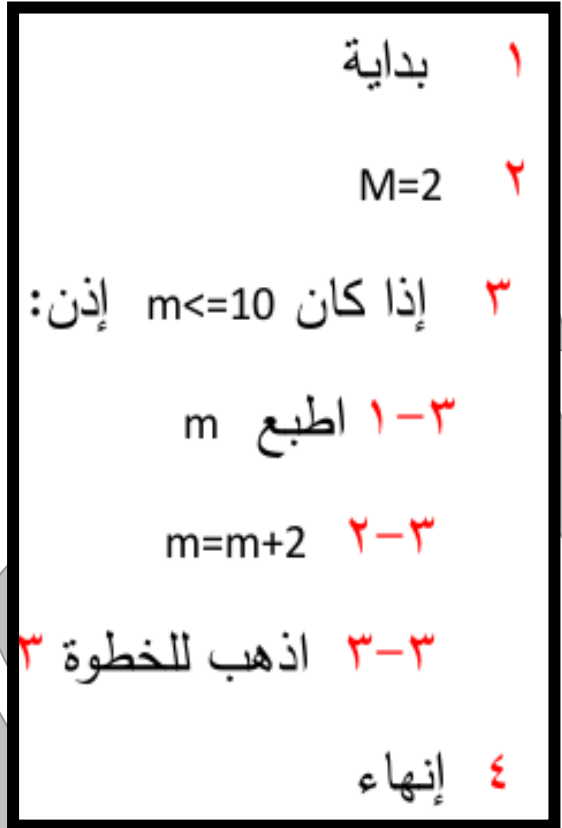 ١ بداية
٢ M=2
٣ إذا كان m<=10 إذن:
٣-١ اطبع m
٣-٢ m=m+2
٣-٣ اذهب للخطوة ٣
٤ إنهاء